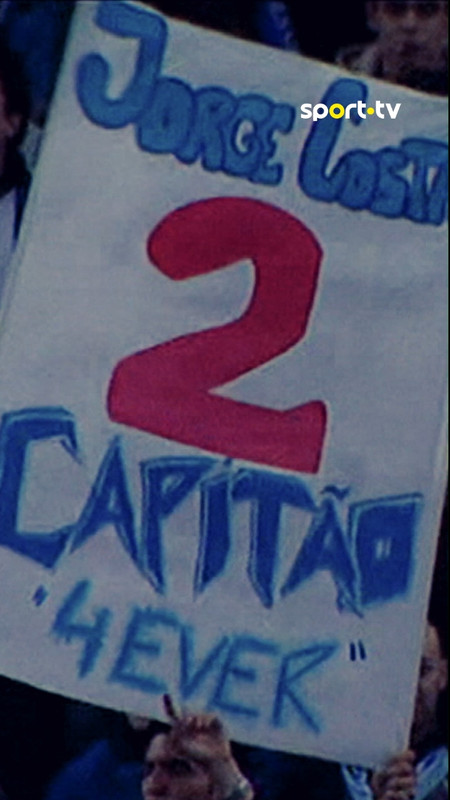 JORGE COSTA
sport.tv
2
CAPITÃO
"4EVER"